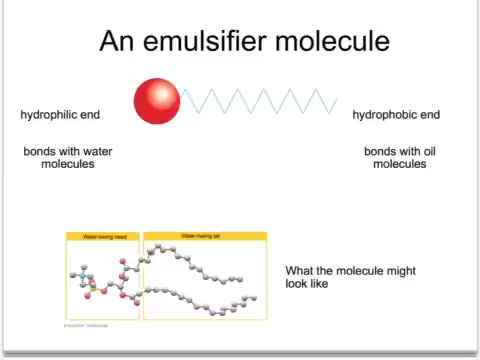 An emulsifier molecule
hydrophilic end
hydrophobic end
bonds with water
molecules
bonds with oil
molecules
Water-loving head
Water-hating tail
What the molecule might
look like